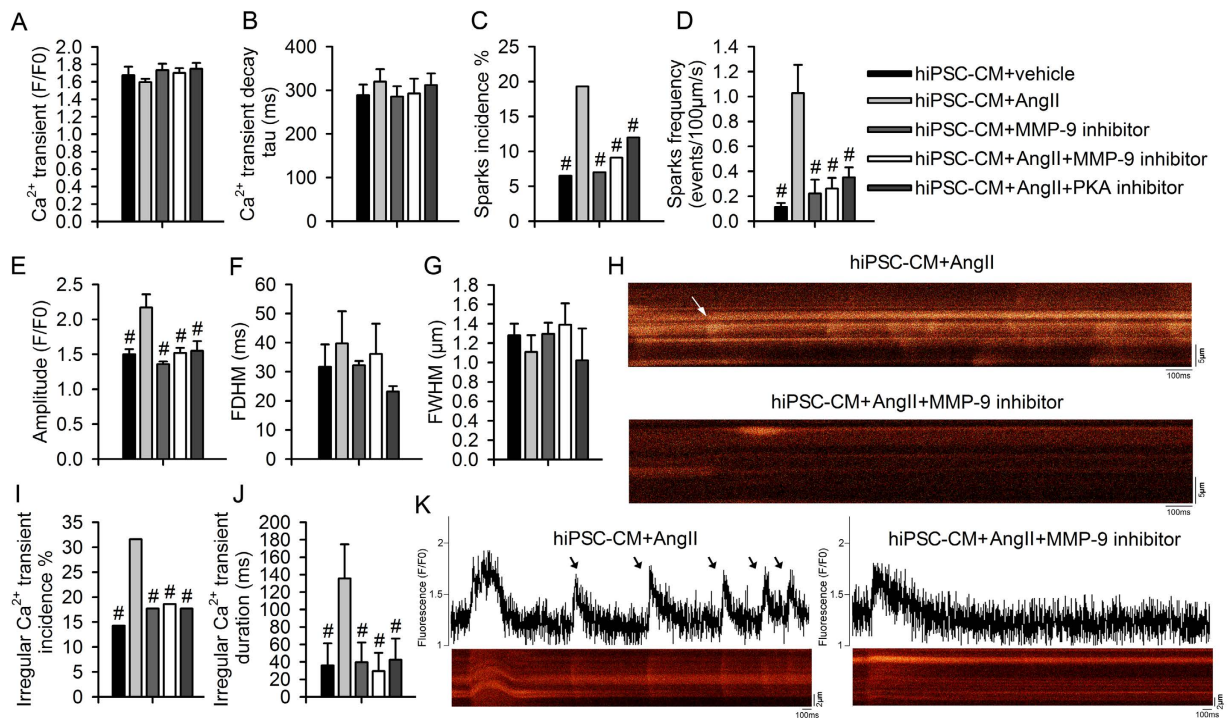 A
Ca²⁺ transient (F/F0)
2.0
1.8
1.6
1.4
1.2
1.0
0.8
0.6
0.4
0.2
0.0
B
Ca²⁺ transient decay
tau (ms)
400
300
200
100
0
C
Sparks incidence %
25
20
15
10
5
0
#
#
#
#
D
Sparks frequency
(events/100μm/s)
1.4
1.2
1.0
0.8
0.6
0.4
0.2
0.0
#
#
#
#
hiPSC-CM+vehicle
hiPSC-CM+AngII
hiPSC-CM+MMP-9 inhibitor
hiPSC-CM+AngII+MMP-9 inhibitor
hiPSC-CM+AngII+PKA inhibitor
E
Amplitude (F/F0)
2.5
2.0
1.5
1.0
0.5
0.0
#
#
#
#
F
FDHM (ms)
60
50
40
30
20
10
0
G
FWHM (μm)
1.8
1.6
1.4
1.2
1.0
0.8
0.6
0.4
0.2
0.0
H
hiPSC-CM+AngII
5μm
100ms
hiPSC-CM+AngII+MMP-9 inhibitor
5μm
100ms
I
Irregular Ca²⁺ transient
incidence %
35
30
25
20
15
10
5
0
#
#
#
#
J
Irregular Ca²⁺ transient
duration (ms)
200
180
160
140
120
100
80
60
40
20
0
#
#
#
#
K
hiPSC-CM+AngII
Fluorescence (F/F0)
2
1.5
1
2μm
100ms
hiPSC-CM+AngII+MMP-9 inhibitor
Fluorescence (F/F0)
2
1.5
1
2μm
100ms